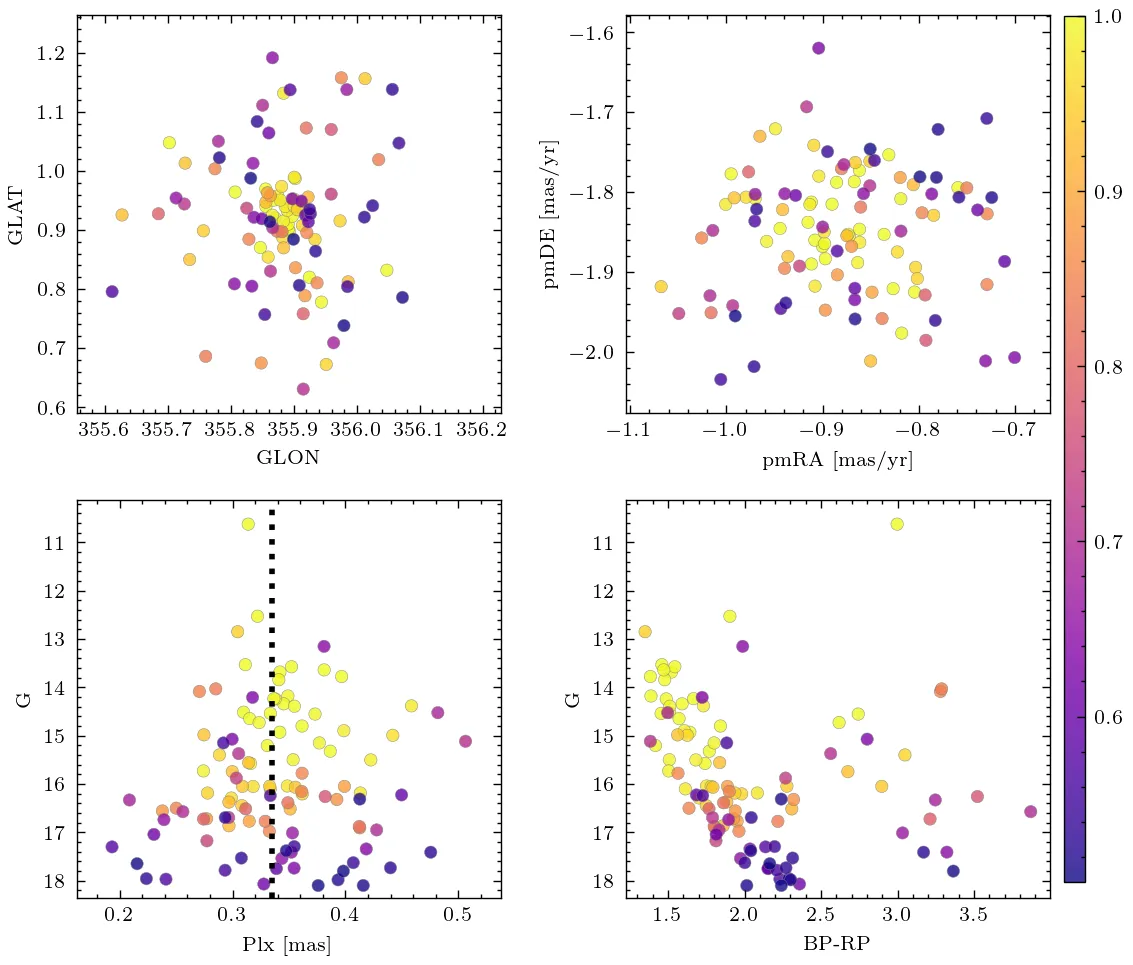 1.2
1.1
1.0
0.9
0.8
0.7
0.6
GLAT
355.6 355.7 355.8 355.9 356.0 356.1 356.2
GLON
−1.6
−1.7
−1.8
−1.9
−2.0
pmDE [mas/yr]
−1.1 −1.0 −0.9 −0.8 −0.7
pmRA [mas/yr]
1.0
0.9
0.8
0.7
0.6
11
12
13
14
15
16
17
18
G
0.2 0.3 0.4 0.5
Plx [mas]
11
12
13
14
15
16
17
18
G
1.5 2.0 2.5 3.0 3.5
BP-RP